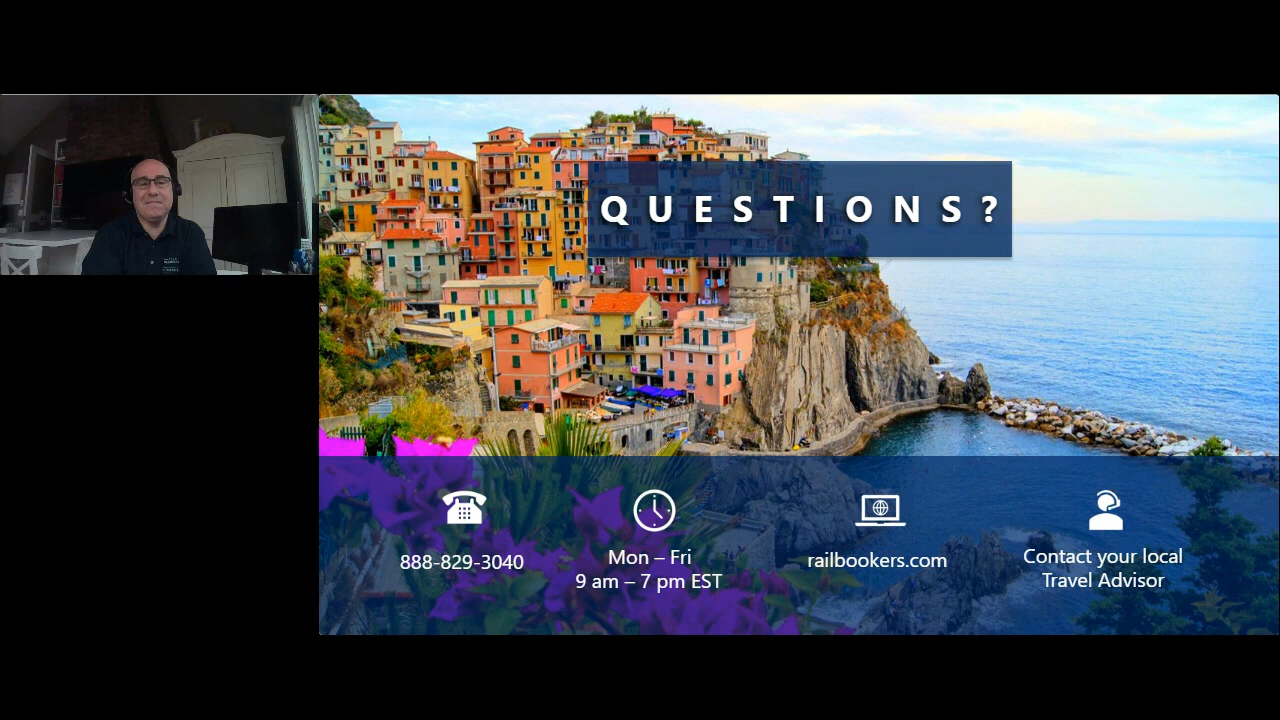 QUESTIONS?
888-829-3040
Mon – Fri
9 am – 7 pm EST
railbookers.com
Contact your local
Travel Advisor